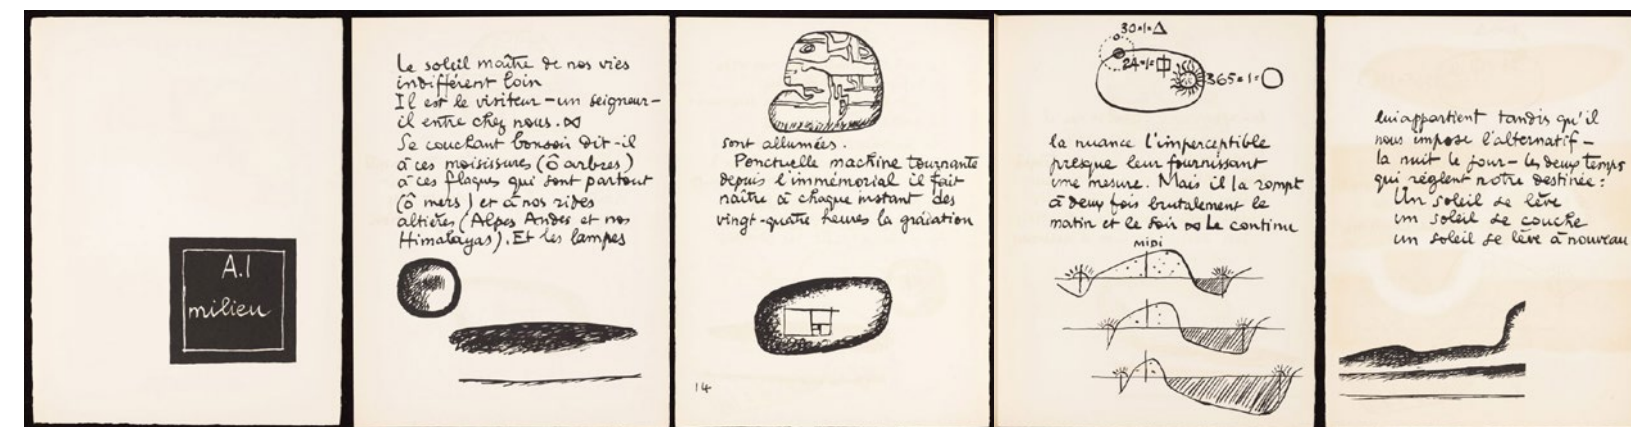 A.1
milieu
Le soleil maître de nos vies
indifférent loin
Il est le visiteur - un seigneur -
il entre chez nous. ∞
Se couchant bonsoir dit-il
à ces moisissures (ô arbres)
à ces flaques qui sont partout
(ô mers) et à nos rides
altières (Alpes Andes et nos
Himalayas). Et les lampes
sont allumées.
Ponctuelle machine tournante
depuis l'immémorial il fait
naître à chaque instant des
vingt-quatre heures la gradation
14
30=1=△
24=1=
365=1=○
la nuance l'imperceptible
presque leur fournissant
une mesure. Mais il la rompt
à deux fois brutalement le
matin et le soir ∞ Le continu
MIDI
lui appartient tandis qu'il
nous impose l'alternatif -
la nuit le jour - les deux temps
qui règlent notre destinée :
Un soleil se lève
un soleil se couche
un soleil se lève à nouveau